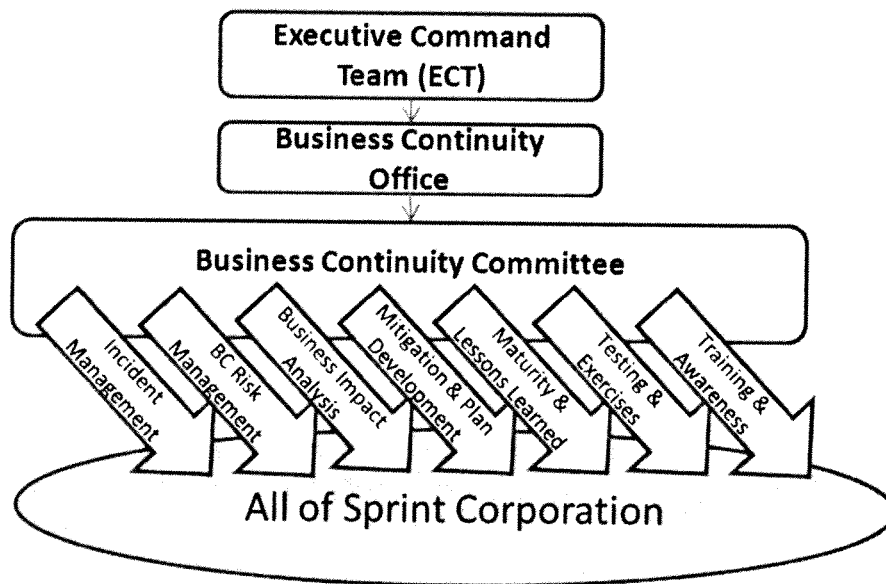 Executive Command
Team (ECT)
Business Continuity
Office
Business Continuity Committee
Incident
Management
BC Risk
Management
Business Impact
Analysis
Mitigation & Plan
Development
Maturity &
Lessons Learned
Testing &
Exercises
Training &
Awareness
All of Sprint Corporation